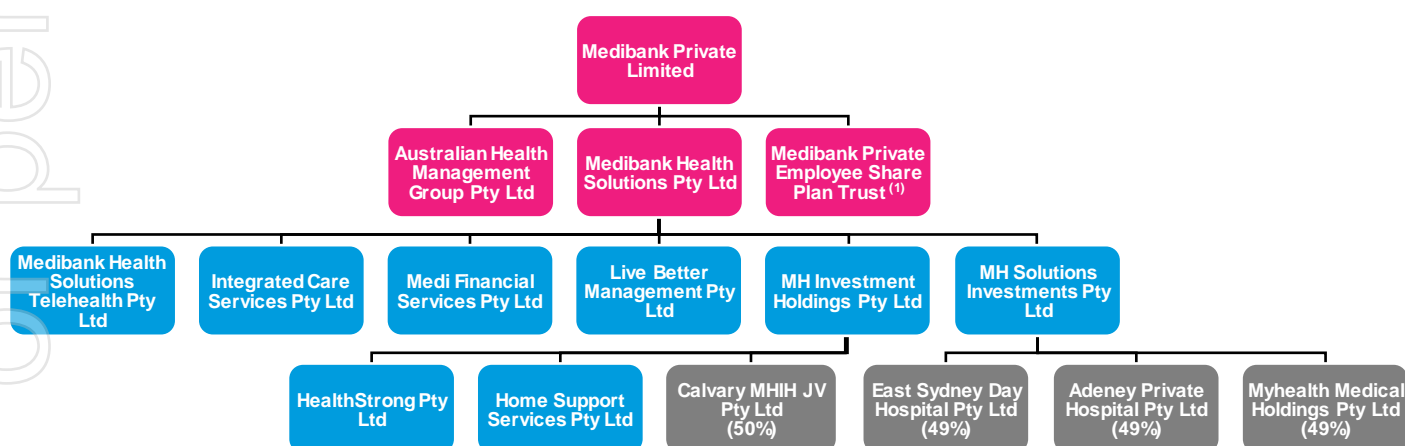 Medibank Private
Limited
Australian Health
Management
Group Pty Ltd
Medibank Health
Solutions Pty Ltd
Medibank Private
Employee Share
Plan Trust (1)
Medibank Health
Solutions
Telehealth Pty
Ltd
Integrated Care
Services Pty Ltd
Medi Financial
Services Pty Ltd
Live Better
Management Pty
Ltd
MH Investment
Holdings Pty Ltd
MH Solutions
Investments Pty
Ltd
HealthStrong Pty
Ltd
Home Support
Services Pty Ltd
Calvary MHIH JV
Pty Ltd
(50%)
East Sydney Day
Hospital Pty Ltd
(49%)
Adeney Private
Hospital Pty Ltd
(49%)
Myhealth Medical
Holdings Pty Ltd
(49%)